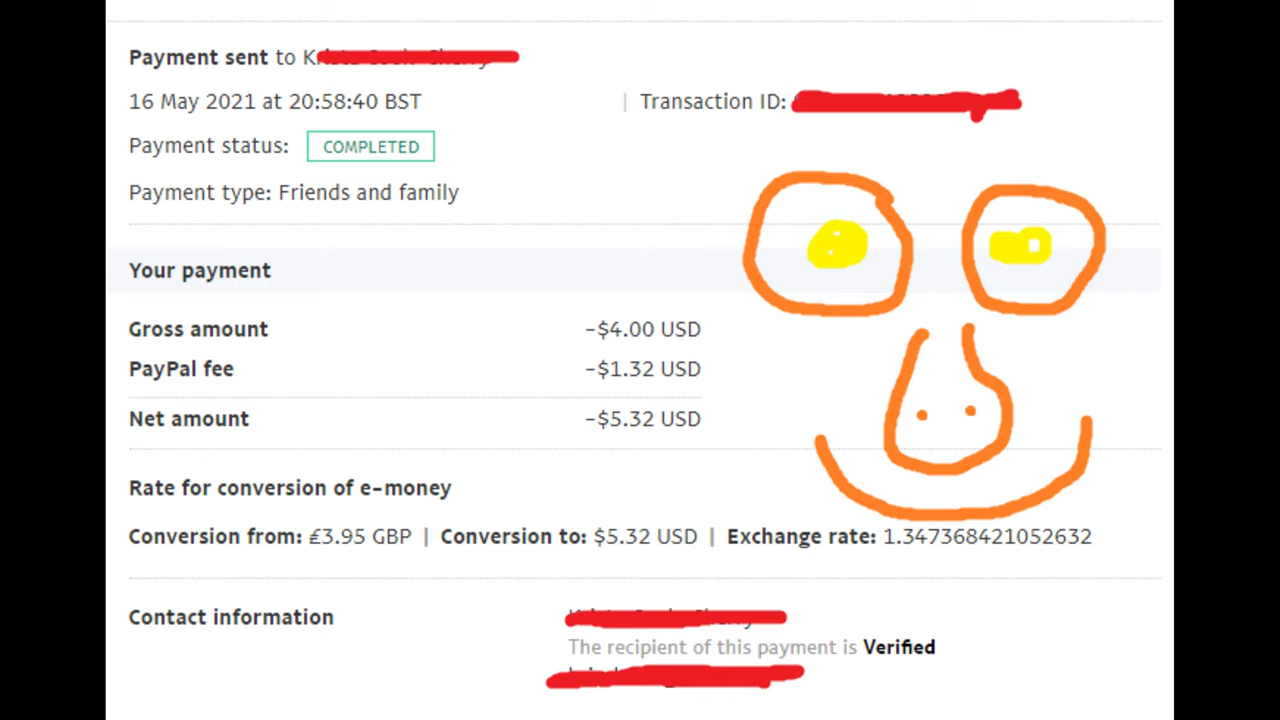 Payment sent to
16 May 2021 at 20:58:40 BST | Transaction ID:
Payment status: COMPLETED
Payment type: Friends and family
Your payment
Gross amount -$4.00 USD
PayPal fee -$1.32 USD
Net amount -$5.32 USD
Rate for conversion of e-money
Conversion from: £3.95 GBP | Conversion to: $5.32 USD | Exchange rate: 1.347368421052632
Contact information
The recipient of this payment is Verified